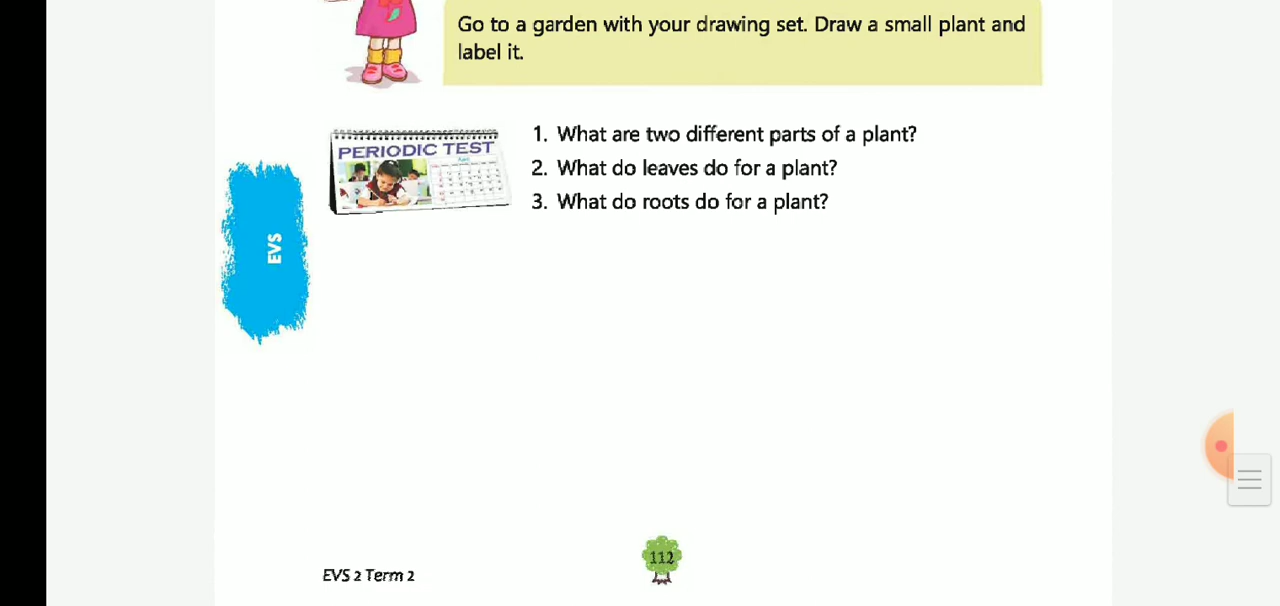 Go to a garden with your drawing set. Draw a small plant and
label it.
PERIODIC TEST
1. What are two different parts of a plant?
2. What do leaves do for a plant?
3. What do roots do for a plant?
EVS
112
EVS 2 Term 2